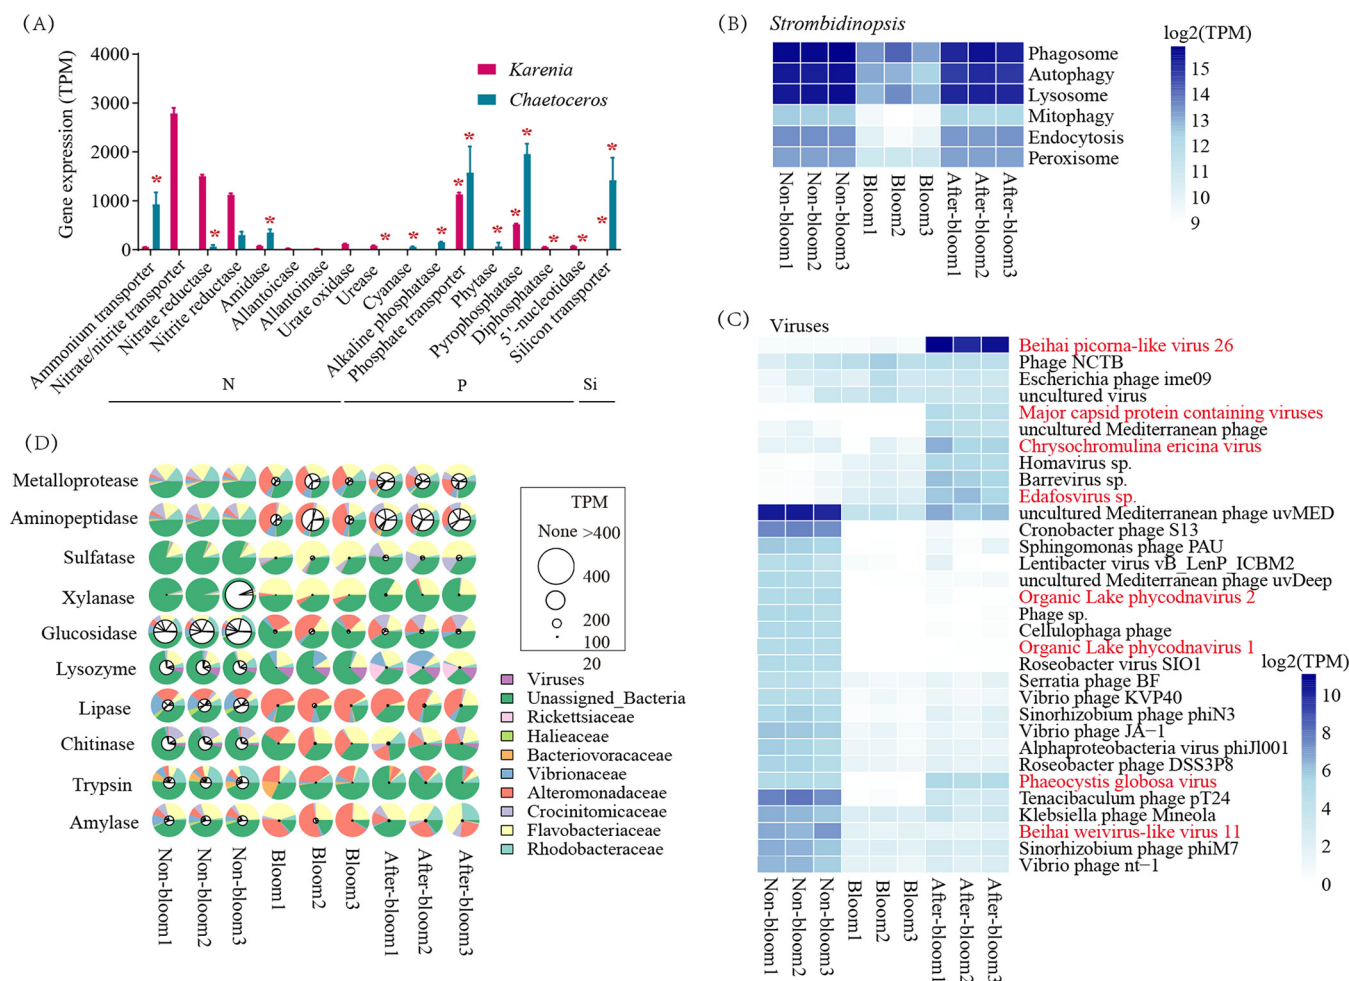 (A)
Gene expression (TPM)
4000
3000
2000
1000
0
Karenia
Chaetoceros
* * * * * * * * * * * * * * *
Ammonium transporter
Nitrate/nitrite transporter
Nitrate reductase
Nitrite reductase
Amidase
Allantoicase
Allantoinase
Urate oxidase
Urease
Cyanase
Alkaline phosphatase
Phosphate transporter
Phytase
Pyrophosphatase
Diphosphatase
5'-nucleotidase
Silicon transporter
N
P
Si
(B)
Strombidinopsis
Phagosome
Autophagy
Lysosome
Mitophagy
Endocytosis
Peroxisome
Non-bloom1
Non-bloom2
Non-bloom3
Bloom1
Bloom2
Bloom3
After-bloom1
After-bloom2
After-bloom3
log2(TPM)
15
14
13
12
11
10
9
(C)
Viruses
Beihai picorna-like virus 26
Phage NCTB
Escherichia phage ime09
uncultured virus
Major capsid protein containing viruses
uncultured Mediterranean phage
Chrysochromulina ericina virus
Homavirus sp.
Barrevirus sp.
Edafosvirus sp.
uncultured Mediterranean phage uvMED
Cronobacter phage S13
Sphingomonas phage PAU
Lentibacter virus vB_LenP_ICBM2
uncultured Mediterranean phage uvDeep
Organic Lake phycodnavirus 2
Phage sp.
Cellulophaga phage
Organic Lake phycodnavirus 1
Roseobacter virus SIO1
Serratia phage BF
Vibrio phage KVP40
Sinorhizobium phage phiN3
Vibrio phage JA−1
Alphaproteobacteria virus phiJl001
Roseobacter phage DSS3P8
Phaeocystis globosa virus
Tenacibaculum phage pT24
Klebsiella phage Mineola
Beihai weivirus-like virus 11
Sinorhizobium phage phiM7
Vibrio phage nt−1
Non-bloom1
Non-bloom2
Non-bloom3
Bloom1
Bloom2
Bloom3
After-bloom1
After-bloom2
After-bloom3
log2(TPM)
10
8
6
4
2
0
(D)
Metalloprotease
Aminopeptidase
Sulfatase
Xylanase
Glucosidase
Lysozyme
Lipase
Chitinase
Trypsin
Amylase
Non-bloom1
Non-bloom2
Non-bloom3
Bloom1
Bloom2
Bloom3
After-bloom1
After-bloom2
After-bloom3
TPM
None >400
400
200
100
20
Viruses
Unassigned_Bacteria
Rickettsiaceae
Halieaceae
Bacteriovoracaceae
Vibrionaceae
Alteromonadaceae
Crocinitomicaceae
Flavobacteriaceae
Rhodobacteraceae